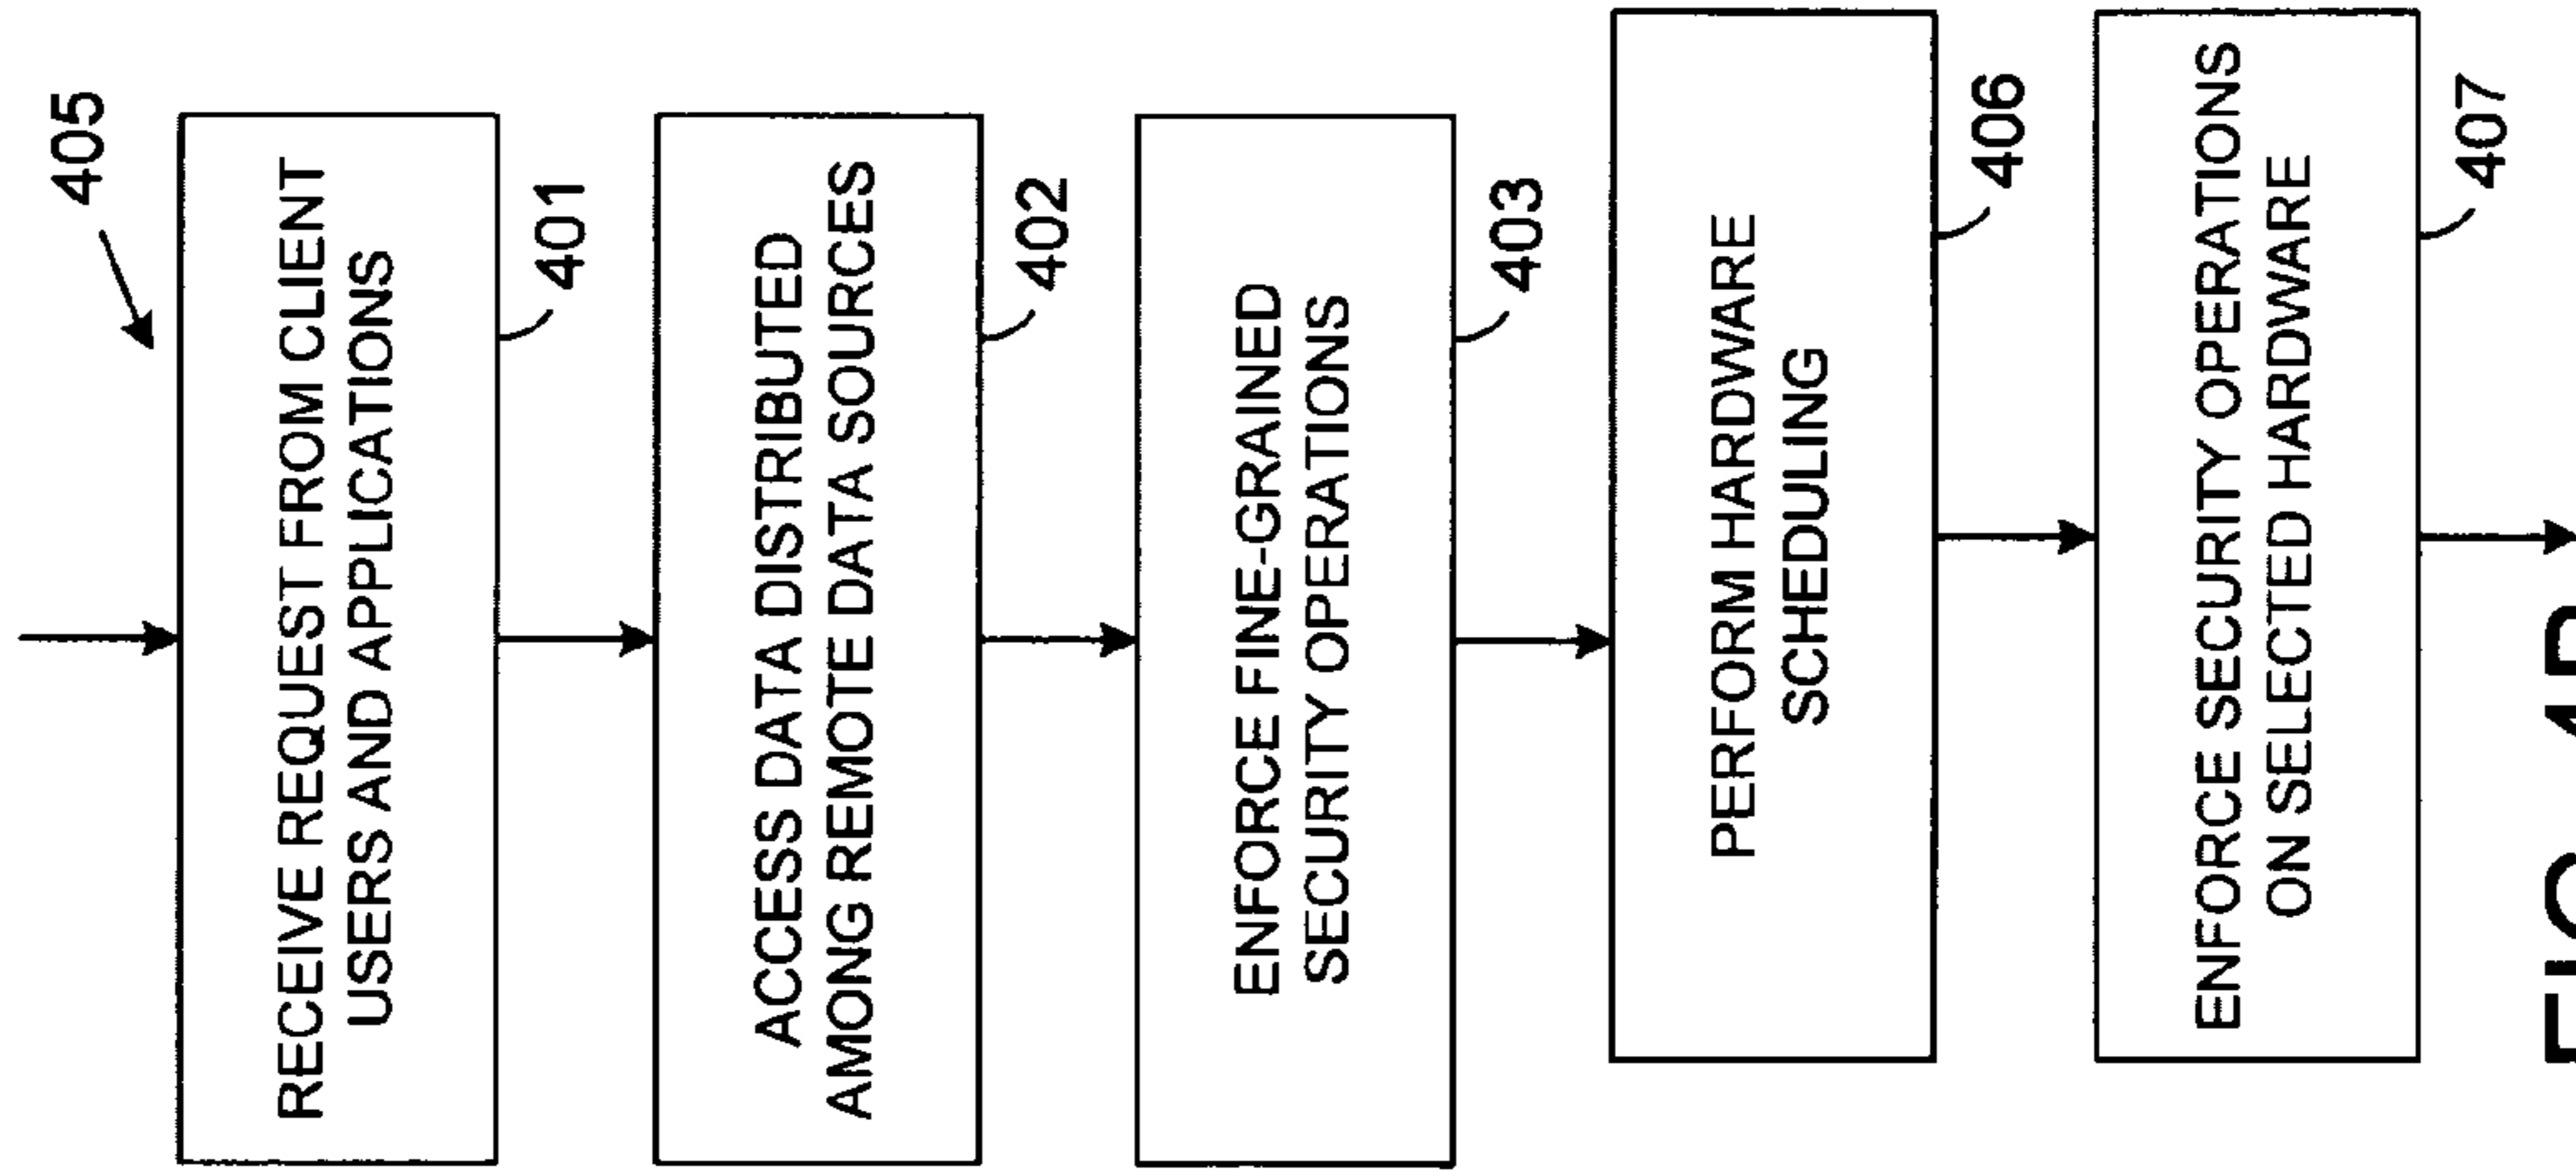 405
RECEIVE REQUEST FROM CLIENT
USERS AND APPLICATIONS
401
ACCESS DATA DISTRIBUTED
AMONG REMOTE DATA SOURCES
402
ENFORCE FINE-GRAINED
SECURITY OPERATIONS
403
PERFORM HARDWARE
SCHEDULING
406
ENFORCE SECURITY OPERATIONS
ON SELECTED HARDWARE
407